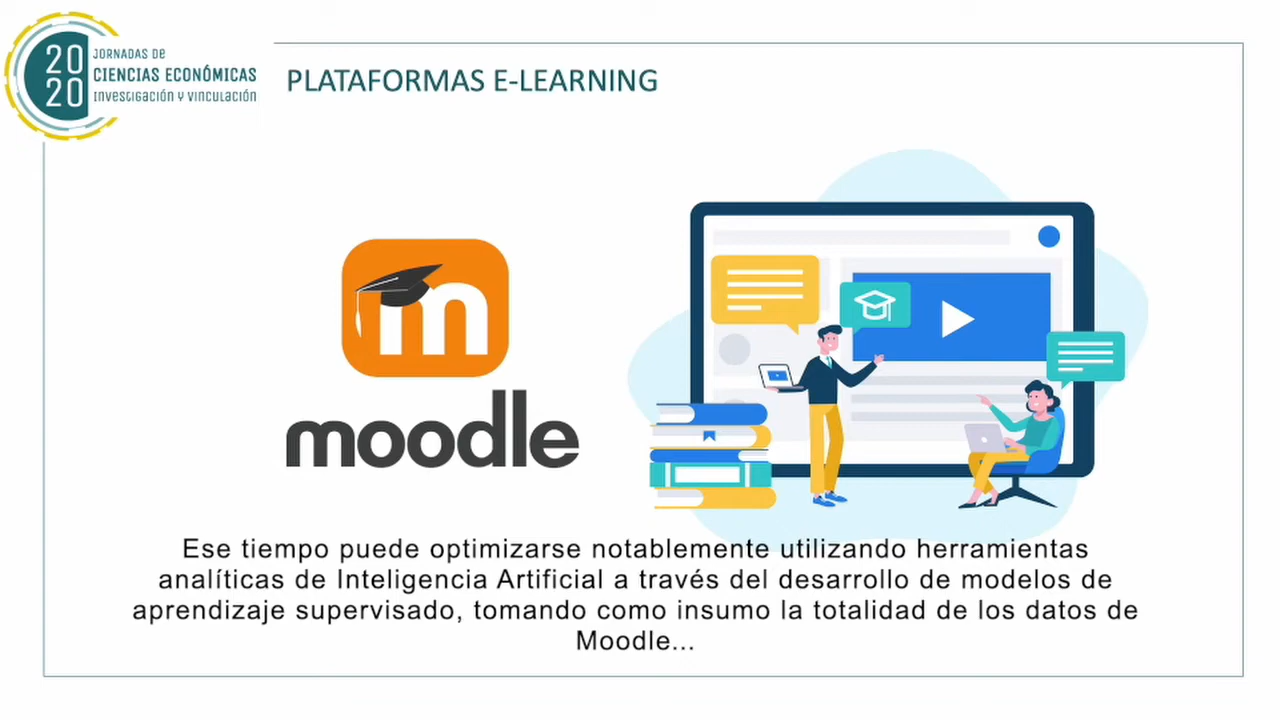 20
20
JORNADAS DE
CIENCIAS ECONÓMICAS
INVESTIGACIÓN Y VINCULACIÓN
PLATAFORMAS E-LEARNING
m
moodle
Ese tiempo puede optimizarse notablemente utilizando herramientas
analíticas de Inteligencia Artificial a través del desarrollo de modelos de
aprendizaje supervisado, tomando como insumo la totalidad de los datos de
Moodle...